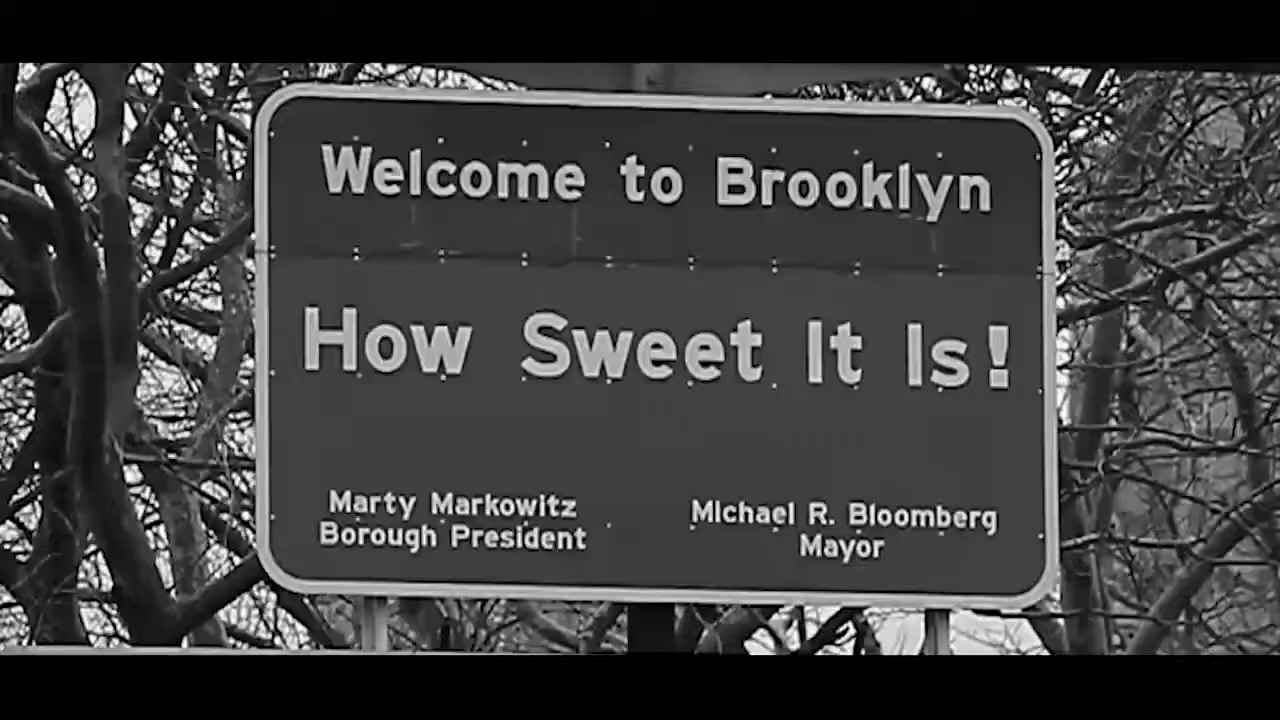 Welcome to Brooklyn
How Sweet It Is!
Marty Markowitz
Borough President
Michael R. Bloomberg
Mayor